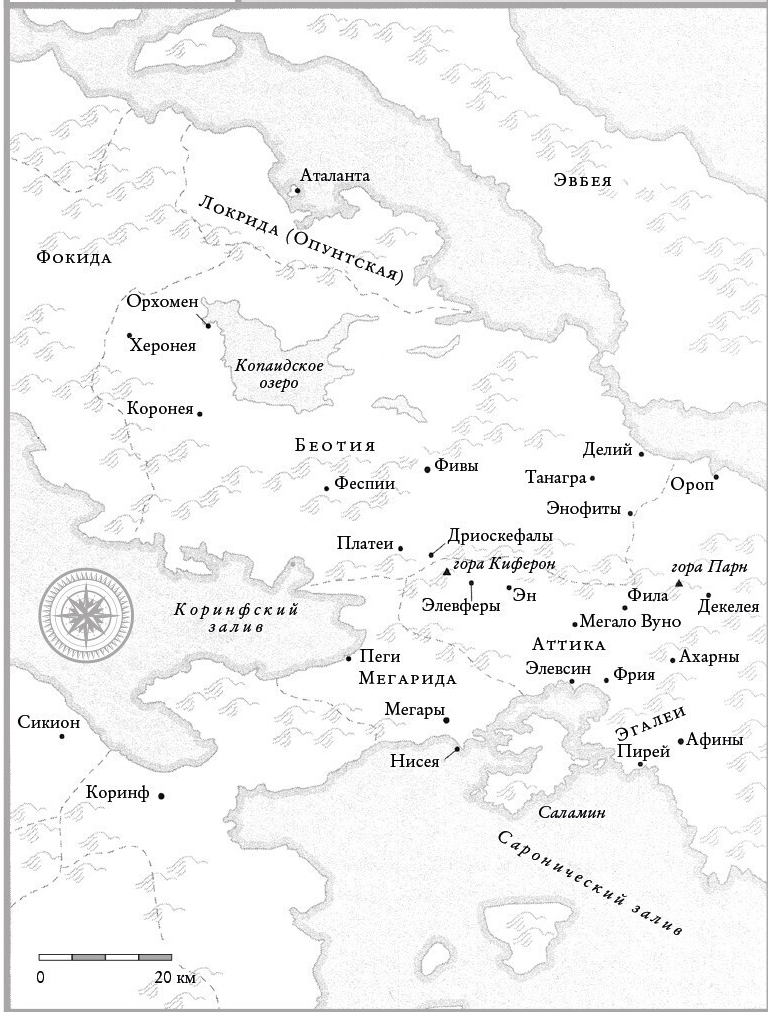 Аталанта
Эвбея
Локрида (Опунтская)
Фокида
Орхомен
Херонея
Копаидское
озеро
Коронея
Беотия
Делий
Фивы
Танагра
Феспии
Ороп
Энофиты
Дриоскефалы
Платеи
гора Киферон
гора Парн
Эн
Фила
Элевферы
Декелея
Коринфский
залив
Мегало Вуно
Аттика
Пеги
Ахарны
Элевсин
Фрия
Мегарида
Мегары
Сикион
Эгалеи
Афины
Пирей
Нисея
Коринф
Саламин
Саронический залив
0 20 км